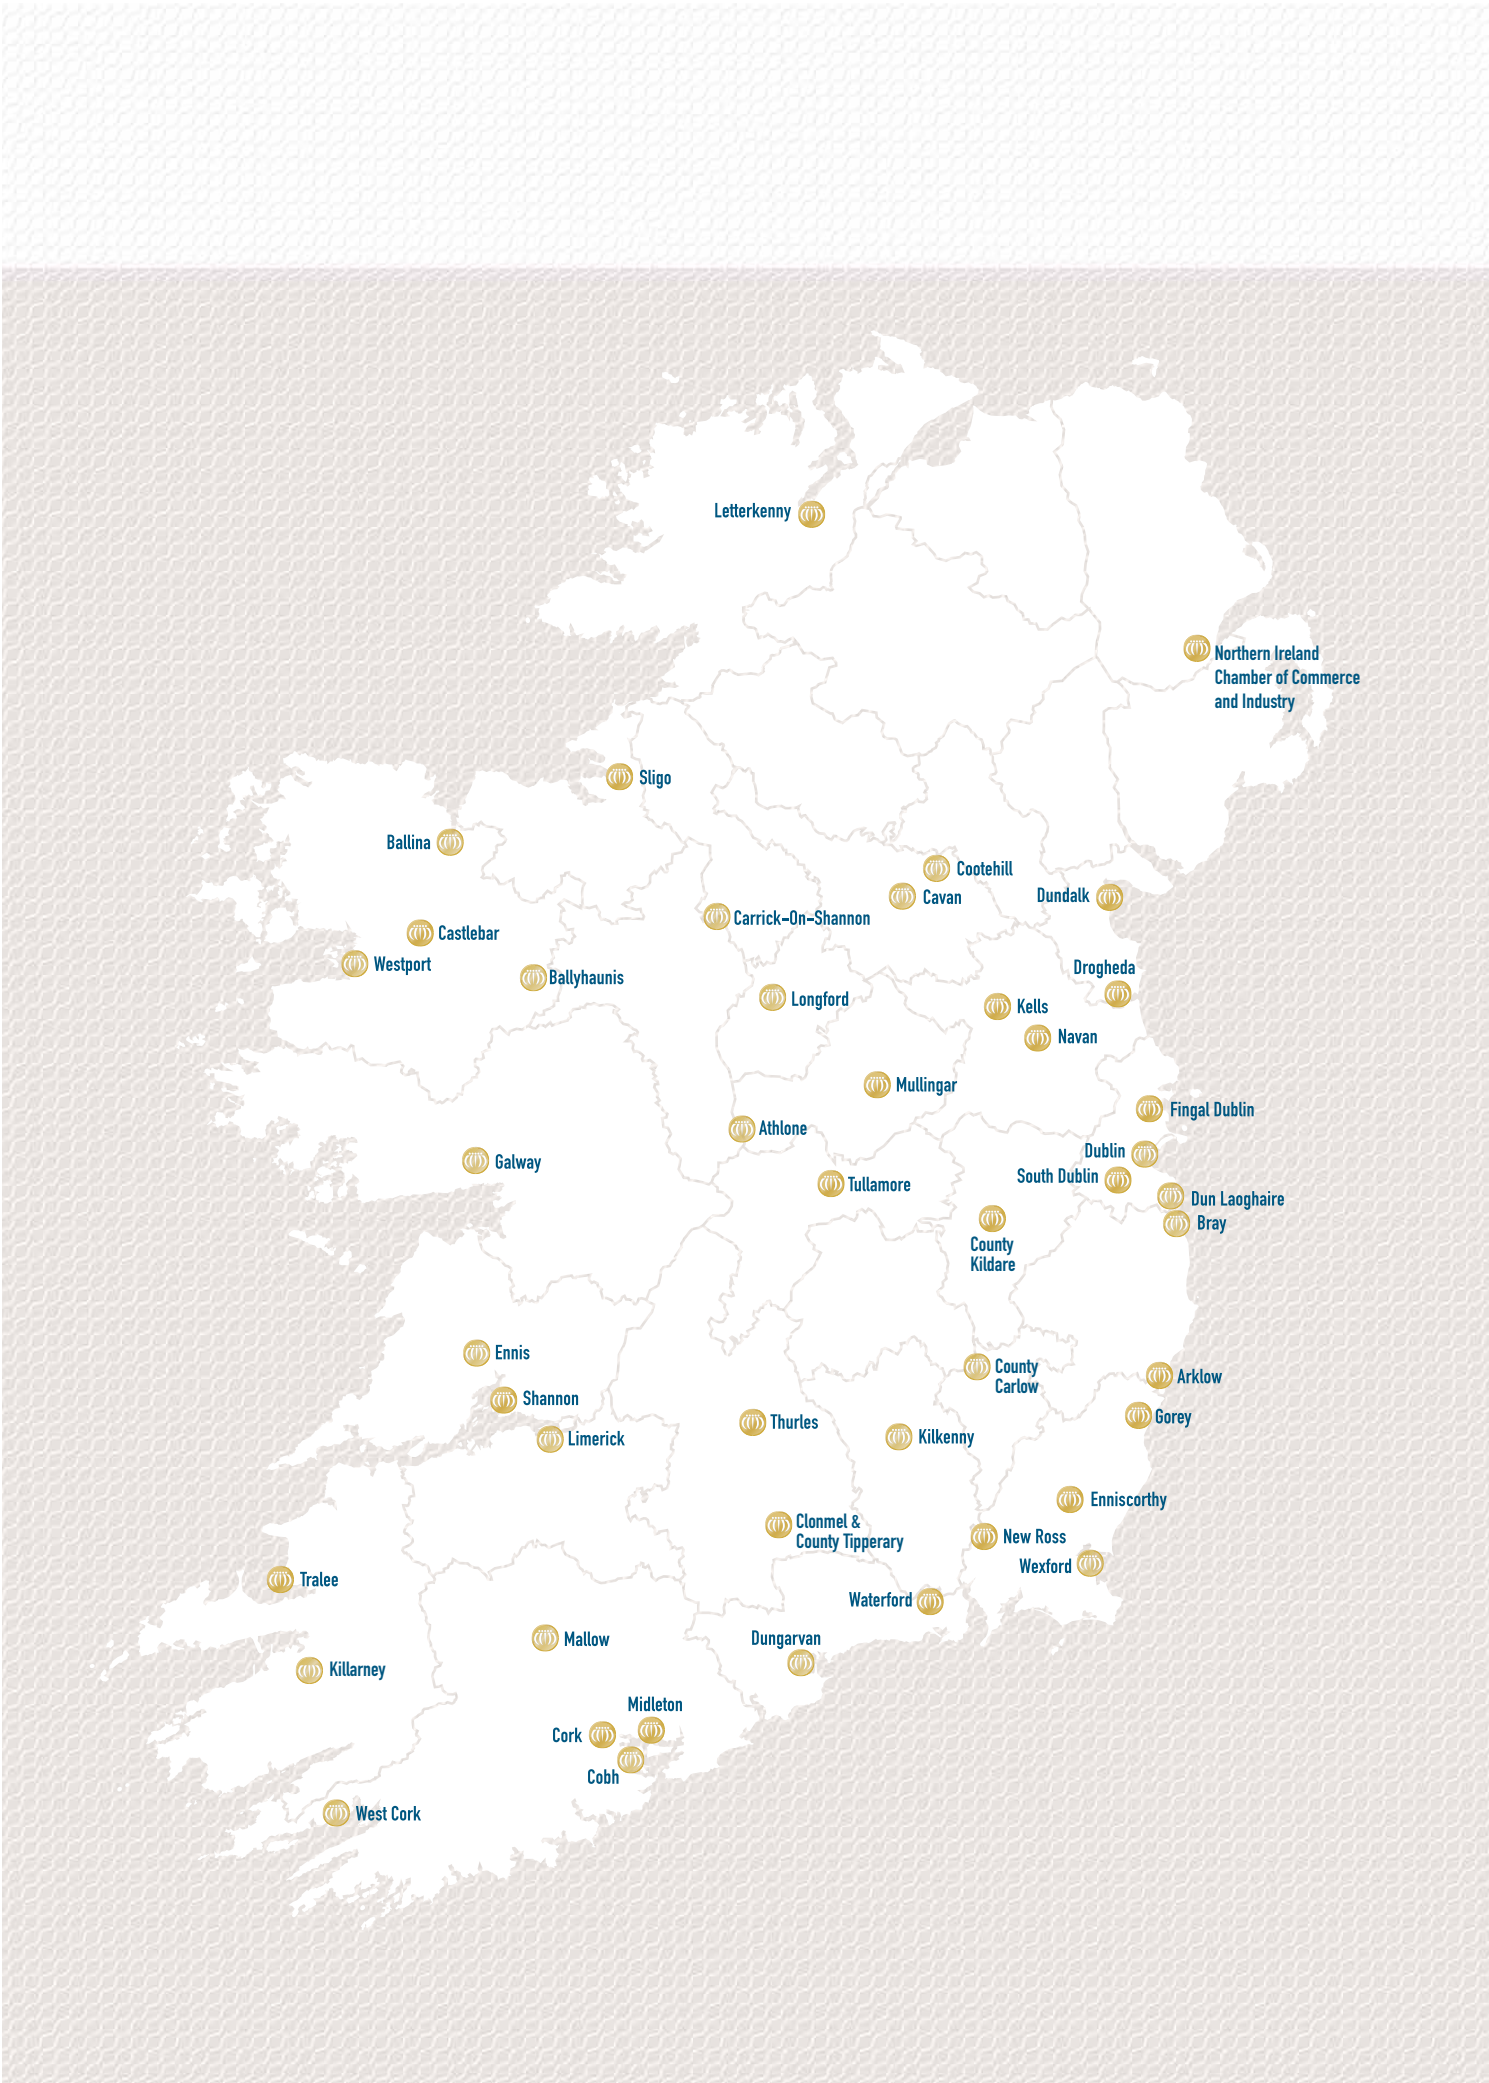 Letterkenny
Northern Ireland
Chamber of Commerce
and Industry
Sligo
Ballina
Cootehill
Cavan
Dundalk
Carrick-On-Shannon
Castlebar
Westport
Ballyhaunis
Drogheda
Longford
Kells
Navan
Mullingar
Fingal Dublin
Athlone
Dublin
Galway
South Dublin
Tullamore
Dun Laoghaire
Bray
County
Kildare
Ennis
County
Carlow
Arklow
Shannon
Gorey
Thurles
Limerick
Kilkenny
Enniscorthy
Clonmel &
County Tipperary
New Ross
Wexford
Tralee
Waterford
Dungarvan
Mallow
Killarney
Midleton
Cork
Cobh
West Cork